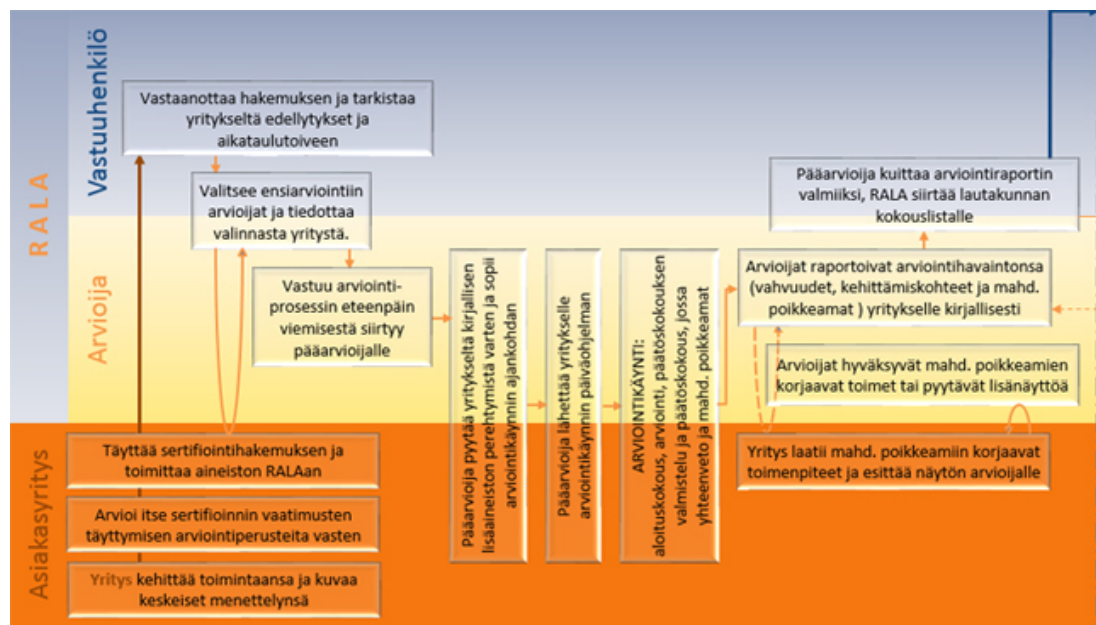 RALA
Vastuuhenkilö
Vastaanottaa hakemuksen ja tarkistaa
yritykseltä edellytykset ja
aikataulutoiveen
Valitsee ensiarviointiin
arvioijat ja tiedottaa
valinnasta yritystä.
Pääarvioija kuittaa arviointiraportin
valmiiksi, RALA siirtää lautakunnan
kokouslistalle
Arvioija
Vastuu arviointi-
prosessin eteenpäin
viemisestä siirtyy
pääarvioijalle
Pääarvioija pyytää yritykseltä kirjallisen
lisäaineiston perehtymistä varten ja sopii
arviointikäynnin ajankohdan
Pääarvioija lähettää yritykselle
arviointikäynnin päiväohjelman
ARVIOINTIKÄYNTI:
aloituskokous, arviointi, päätöskokouksen
valmistelu ja päätöskokous, jossa
yhteenveto ja mahd. poikkeamat
Arvioijat raportoivat arviointihavaintonsa
(vahvuudet, kehittämiskohteet ja mahd.
poikkeamat ) yritykselle kirjallisesti
Arvioijat hyväksyvät mahd. poikkeamien
korjaavat toimet tai pyytävät lisänäyttöä
Asiakasyritys
Täyttää sertifiointihakemuksen ja
toimittaa aineiston RALAan
Arvioi itse sertifioinnin vaatimusten
täyttymisen arviointiperusteita vasten
Yritys kehittää toimintaansa ja kuvaa
keskeiset menettelynsä
Yritys laatii mahd. poikkeamiin korjaavat
toimenpiteet ja esittää näytön arvioijalle